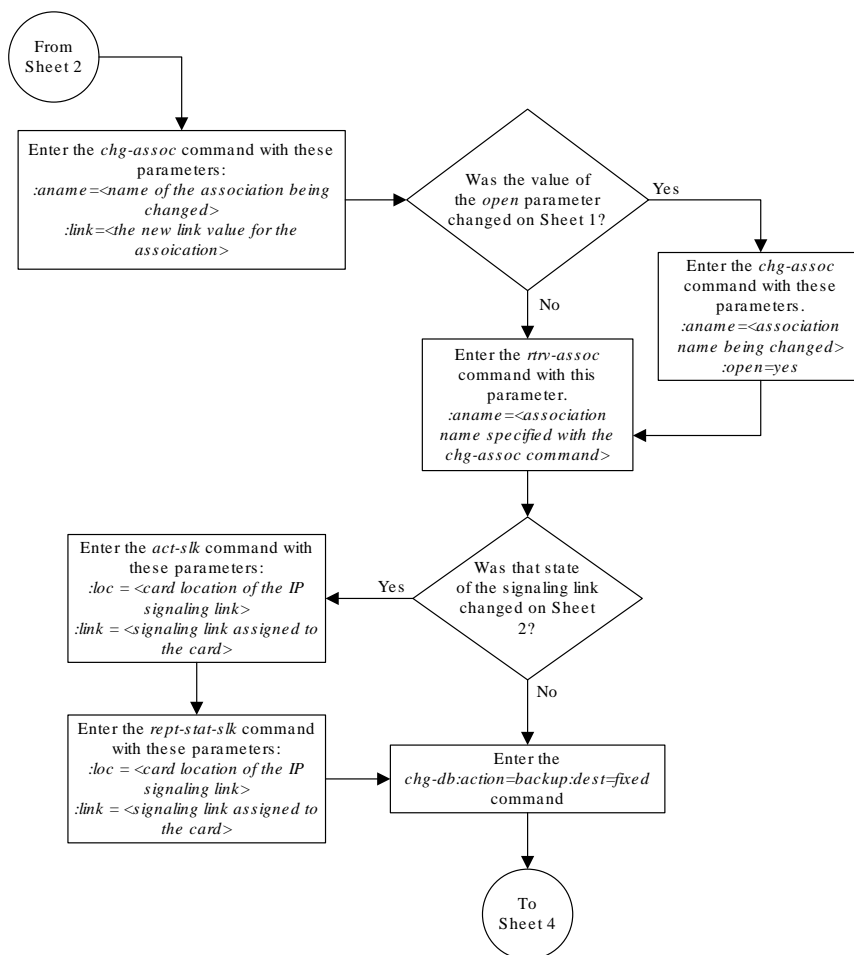 From
Sheet 2
Enter the chg-assoc command with these
parameters:
:aname=<name of the association being
changed>
:link=<the new link value for the
assoication>
Was the value of
the open parameter
changed on Sheet 1?
Yes
No
Enter the chg-assoc
command with these
parameters.
:aname=<association
name being changed>
:open=yes
Enter the rtrv-assoc
command with this
parameter.
:aname=<association
name specified with the
chg-assoc command>
Was that state
of the signaling link
changed on Sheet
2?
Yes
No
Enter the act-slk command with
these parameters:
:loc = <card location of the IP
signaling link>
:link = <signaling link assigned to
the card>
Enter the rept-stat-slk command
with these parameters:
:loc = <card location of the IP
signaling link>
:link = <signaling link assigned to
the card>
Enter the
chg-db:action=backup:dest=fixed
command
To
Sheet 4